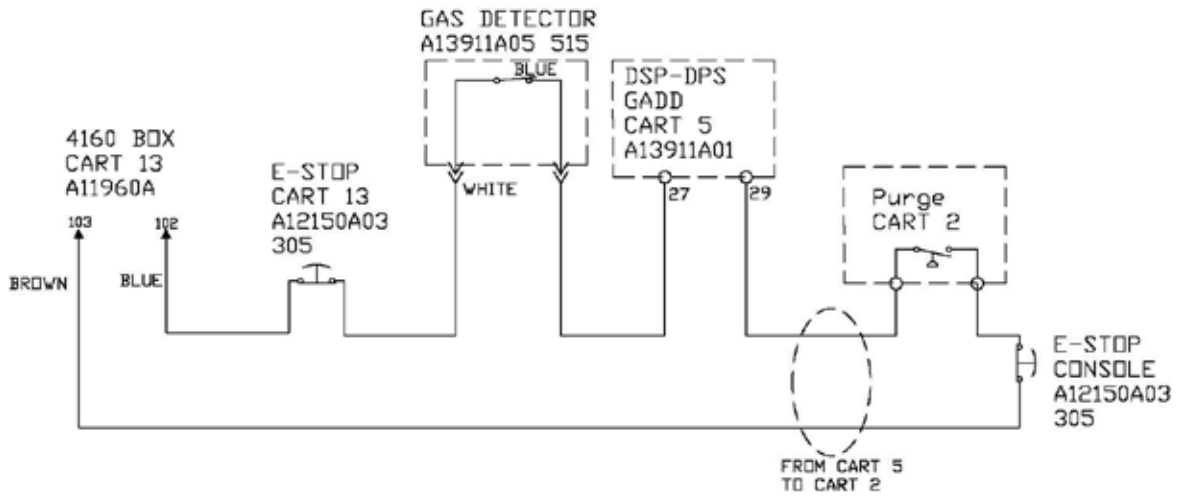 GAS DETECTOR
A13911A05 515
BLUE
DSP-DPS
GADD
CART 5
A13911A01
4160 BOX
CART 13
A11960A
E-STOP
CART 13
A12150A03
305
WHITE
27
29
Purge
CART 2
103
102
BROWN
BLUE
E-STOP
CONSOLE
A12150A03
305
FROM CART 5
TO CART 2